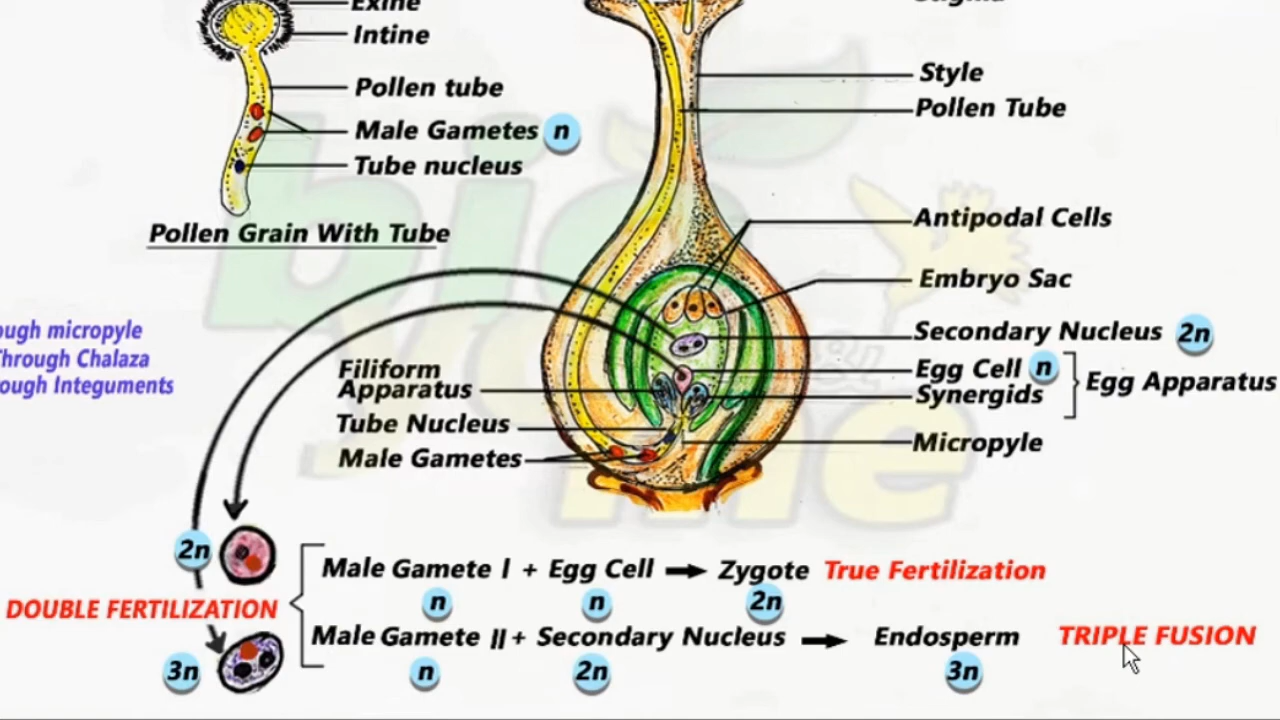 Exine
Intine
Pollen tube
Male Gametes n
Tube nucleus
Pollen Grain With Tube
Stigma
Style
Pollen Tube
Antipodal Cells
Embryo Sac
Secondary Nucleus 2n
Egg Cell n
Synergids
Egg Apparatus
Micropyle
ough micropyle
Through Chalaza
ough Integuments
Filiform
Apparatus
Tube Nucleus
Male Gametes
2n
DOUBLE FERTILIZATION
3n
Male Gamete I + Egg Cell Zygote True Fertilization
n n 2n
Male Gamete II + Secondary Nucleus Endosperm TRIPLE FUSION
n 2n 3n